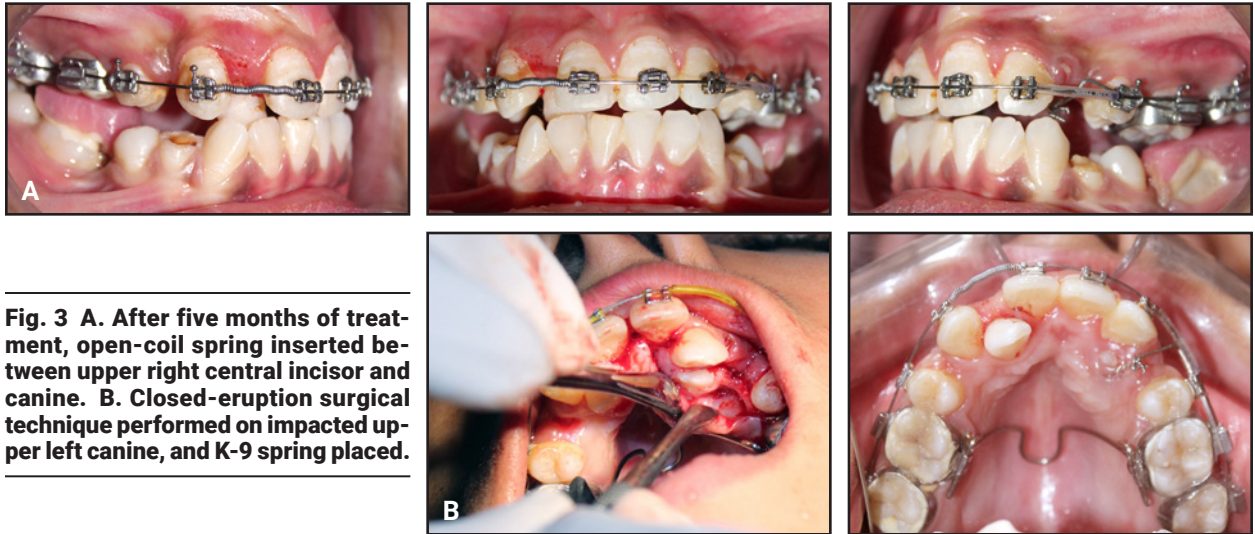 A
Fig. 3 A. After five months of treat-
ment, open-coil spring inserted be-
tween upper right central incisor and
canine. B. Closed-eruption surgical
technique performed on impacted up-
per left canine, and K-9 spring placed.
B